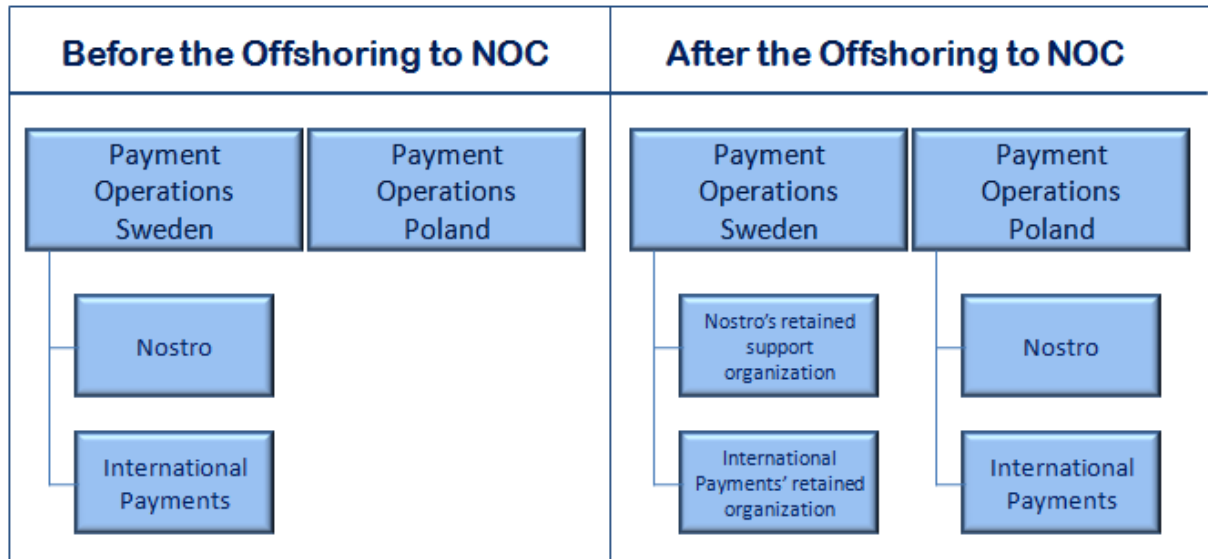 Before the Offshoring to NOC
After the Offshoring to NOC
Payment
Operations
Sweden
Payment
Operations
Poland
Nostro
International
Payments
Payment
Operations
Sweden
Payment
Operations
Poland
Nostro's retained
support
organization
Nostro
International
Payments' retained
organization
International
Payments